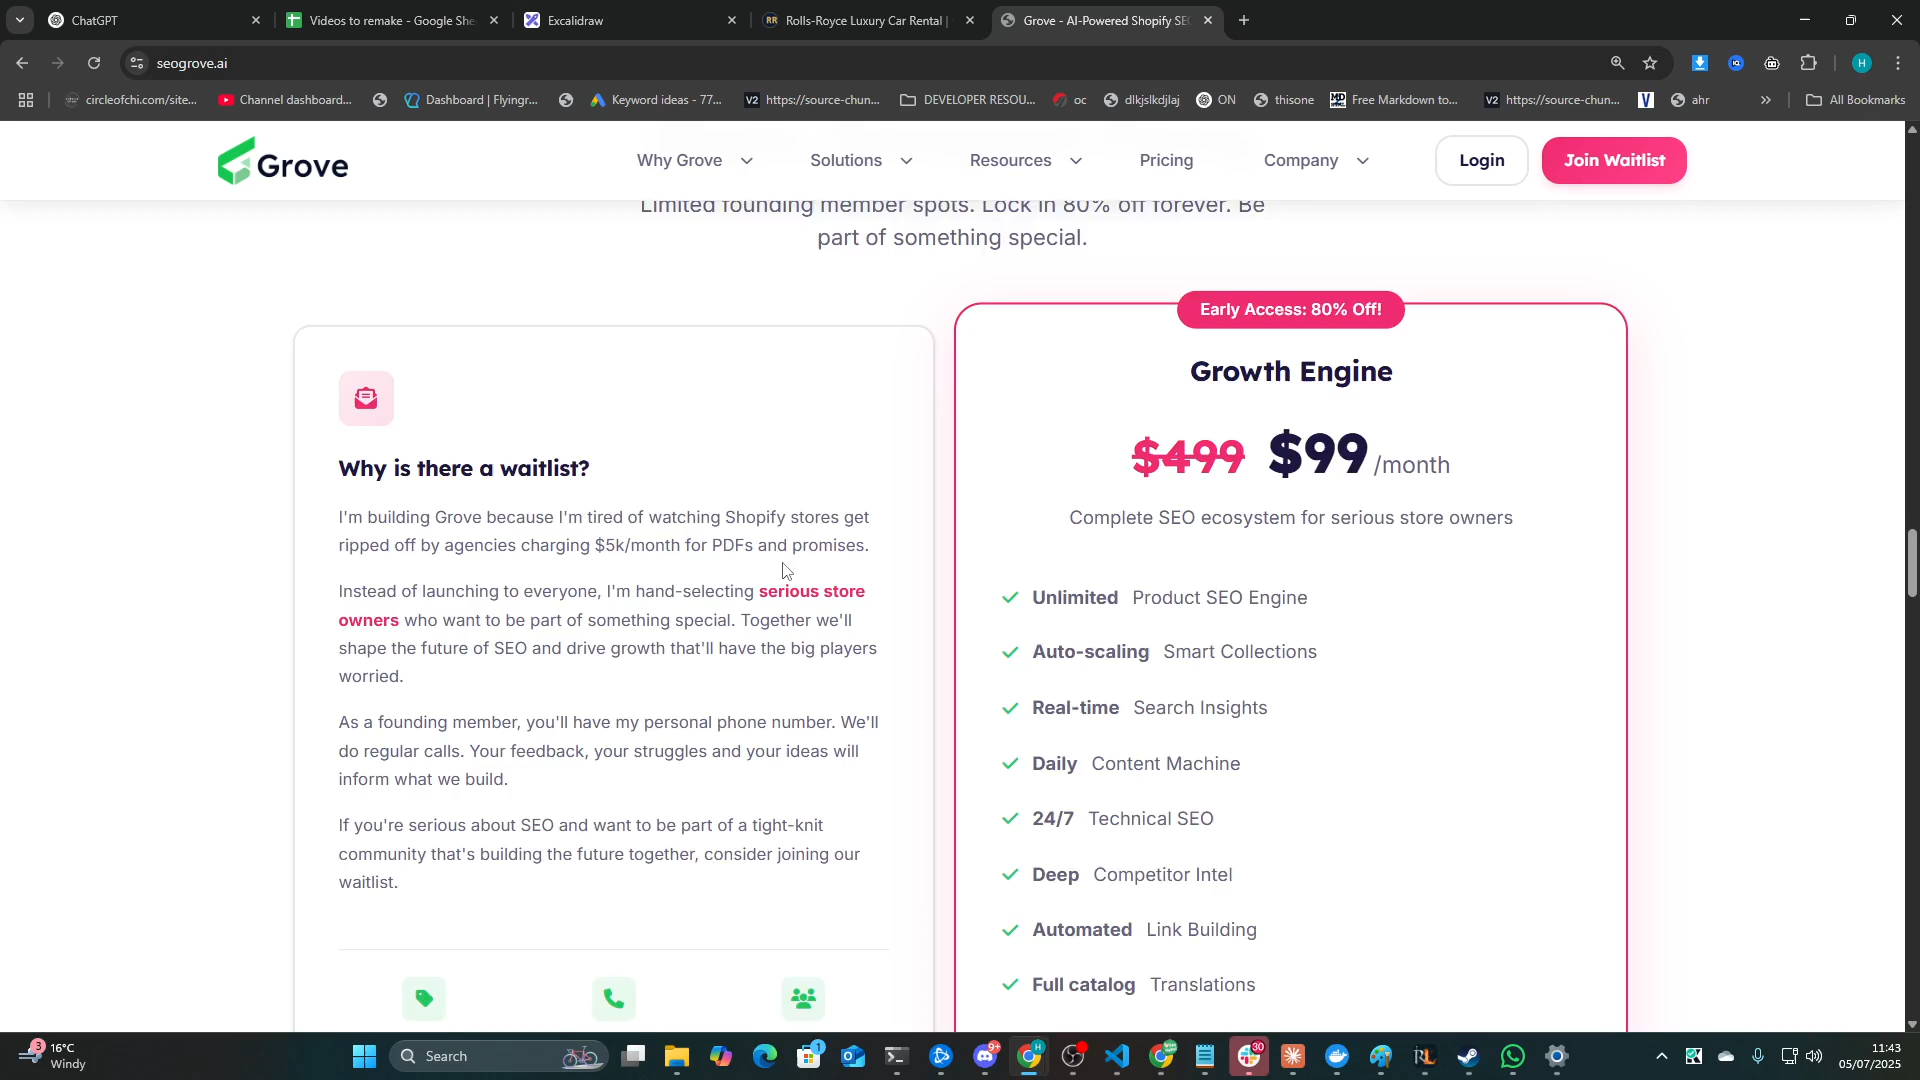 ChatGPT
Videos to remake - Google She
Excalidraw
RR
Rolls-Royce Luxury Car Rental |
Grove - AI-Powered Shopify SEO
seogrove.ai
H
circleofchi.com/site...
Channel dashboard...
Dashboard | Flyingr...
Keyword ideas - 77...
V2
https://source-chun...
DEVELOPER RESOU...
oc
dlkjslkdjlaj
ON
thisone
Free Markdown to...
V2
https://source-chun...
V
ahr
All Bookmarks
Grove
Why Grove
Solutions
Resources
Pricing
Company
Login
Join Waitlist
Limited founding member spots. Lock in 80% off forever. Be
part of something special.
Why is there a waitlist?
I'm building Grove because I'm tired of watching Shopify stores get
ripped off by agencies charging $5k/month for PDFs and promises.
Instead of launching to everyone, I'm hand-selecting serious store
owners who want to be part of something special. Together we'll
shape the future of SEO and drive growth that'll have the big players
worried.
As a founding member, you'll have my personal phone number. We'll
do regular calls. Your feedback, your struggles and your ideas will
inform what we build.
If you're serious about SEO and want to be part of a tight-knit
community that's building the future together, consider joining our
waitlist.
Early Access: 80% Off!
Growth Engine
$499 $99 /month
Complete SEO ecosystem for serious store owners
Unlimited Product SEO Engine
Auto-scaling Smart Collections
Real-time Search Insights
Daily Content Machine
24/7 Technical SEO
Deep Competitor Intel
Automated Link Building
Full catalog Translations
3
16°C
Windy
Search
1
9+
30
11:43
05/07/2025